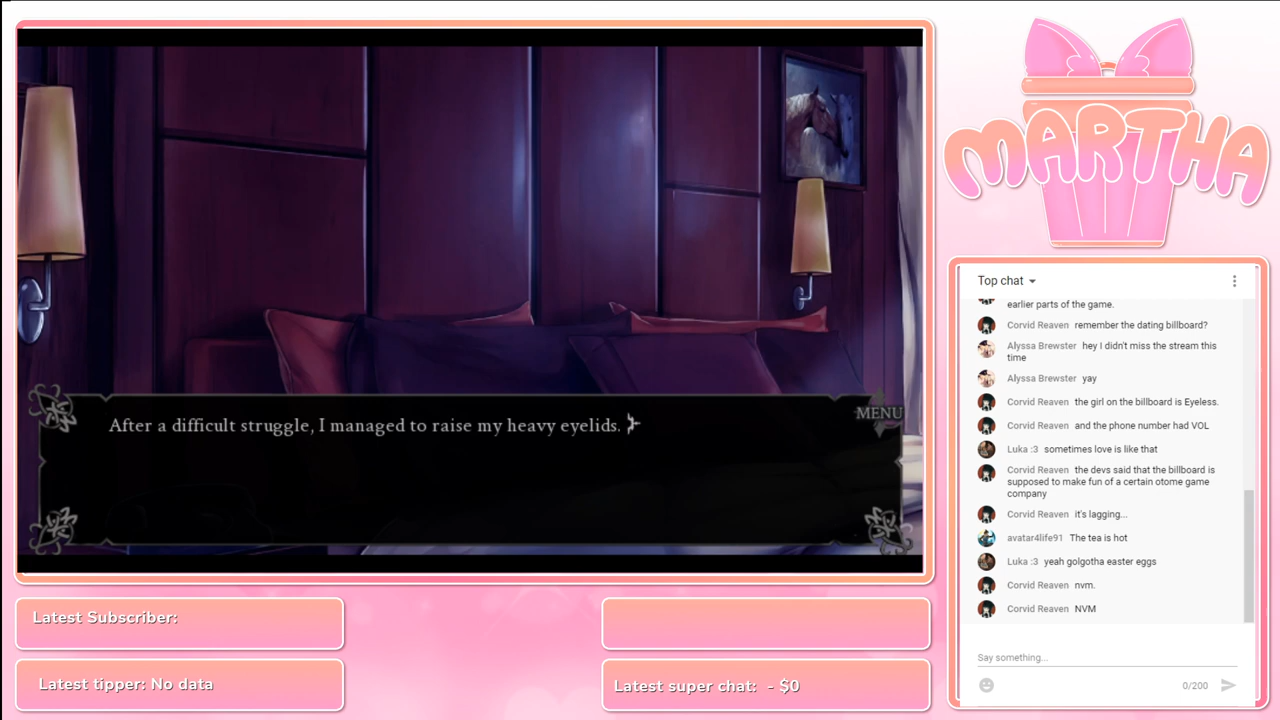 MARTHA
After a difficult struggle, I managed to raise my heavy eyelids.
MENU
Top chat
earlier parts of the game.
Corvid Reaven remember the dating billboard?
Alyssa Brewster hey I didn't miss the stream this
time
Alyssa Brewster yay
Corvid Reaven the girl on the billboard is Eyeless.
Corvid Reaven and the phone number had VOL
Luka :3 sometimes love is like that
Corvid Reaven the devs said that the billboard is
supposed to make fun of a certain otome game
company
Corvid Reaven it's lagging...
avatar4life91 The tea is hot
Luka :3 yeah golgotha easter eggs
Corvid Reaven nvm.
Corvid Reaven NVM
Say something...
0/200
Latest Subscriber:
Latest tipper: No data
Latest super chat: - $0